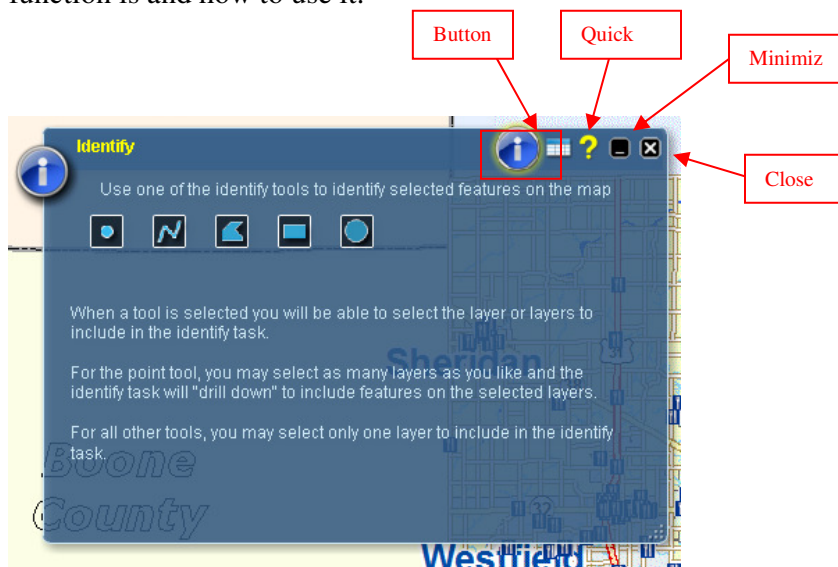 function is and how to use it.
Button
Quick
Minimiz
Close
Identify
Use one of the identify tools to identify selected features on the map
When a tool is selected you will be able to select the layer or layers to
include in the identify task.
For the point tool, you may select as many layers as you like and the
identify task will "drill down" to include features on the selected layers.
For all other tools, you may select only one layer to include in the identify
task.
Sheridan
31
Boone
County
32
Westfield